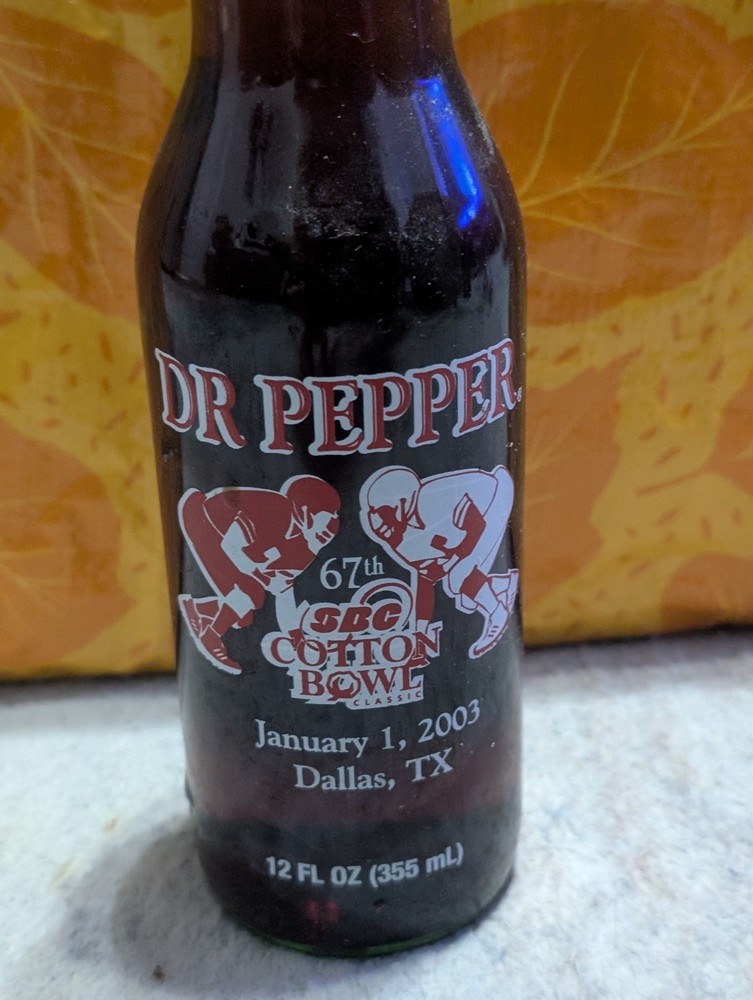 DR PEPPER®
67th
SBC
COTTON
BOWL
CLASSIC
January 1, 2003
Dallas, TX
12 FL OZ (355 mL)